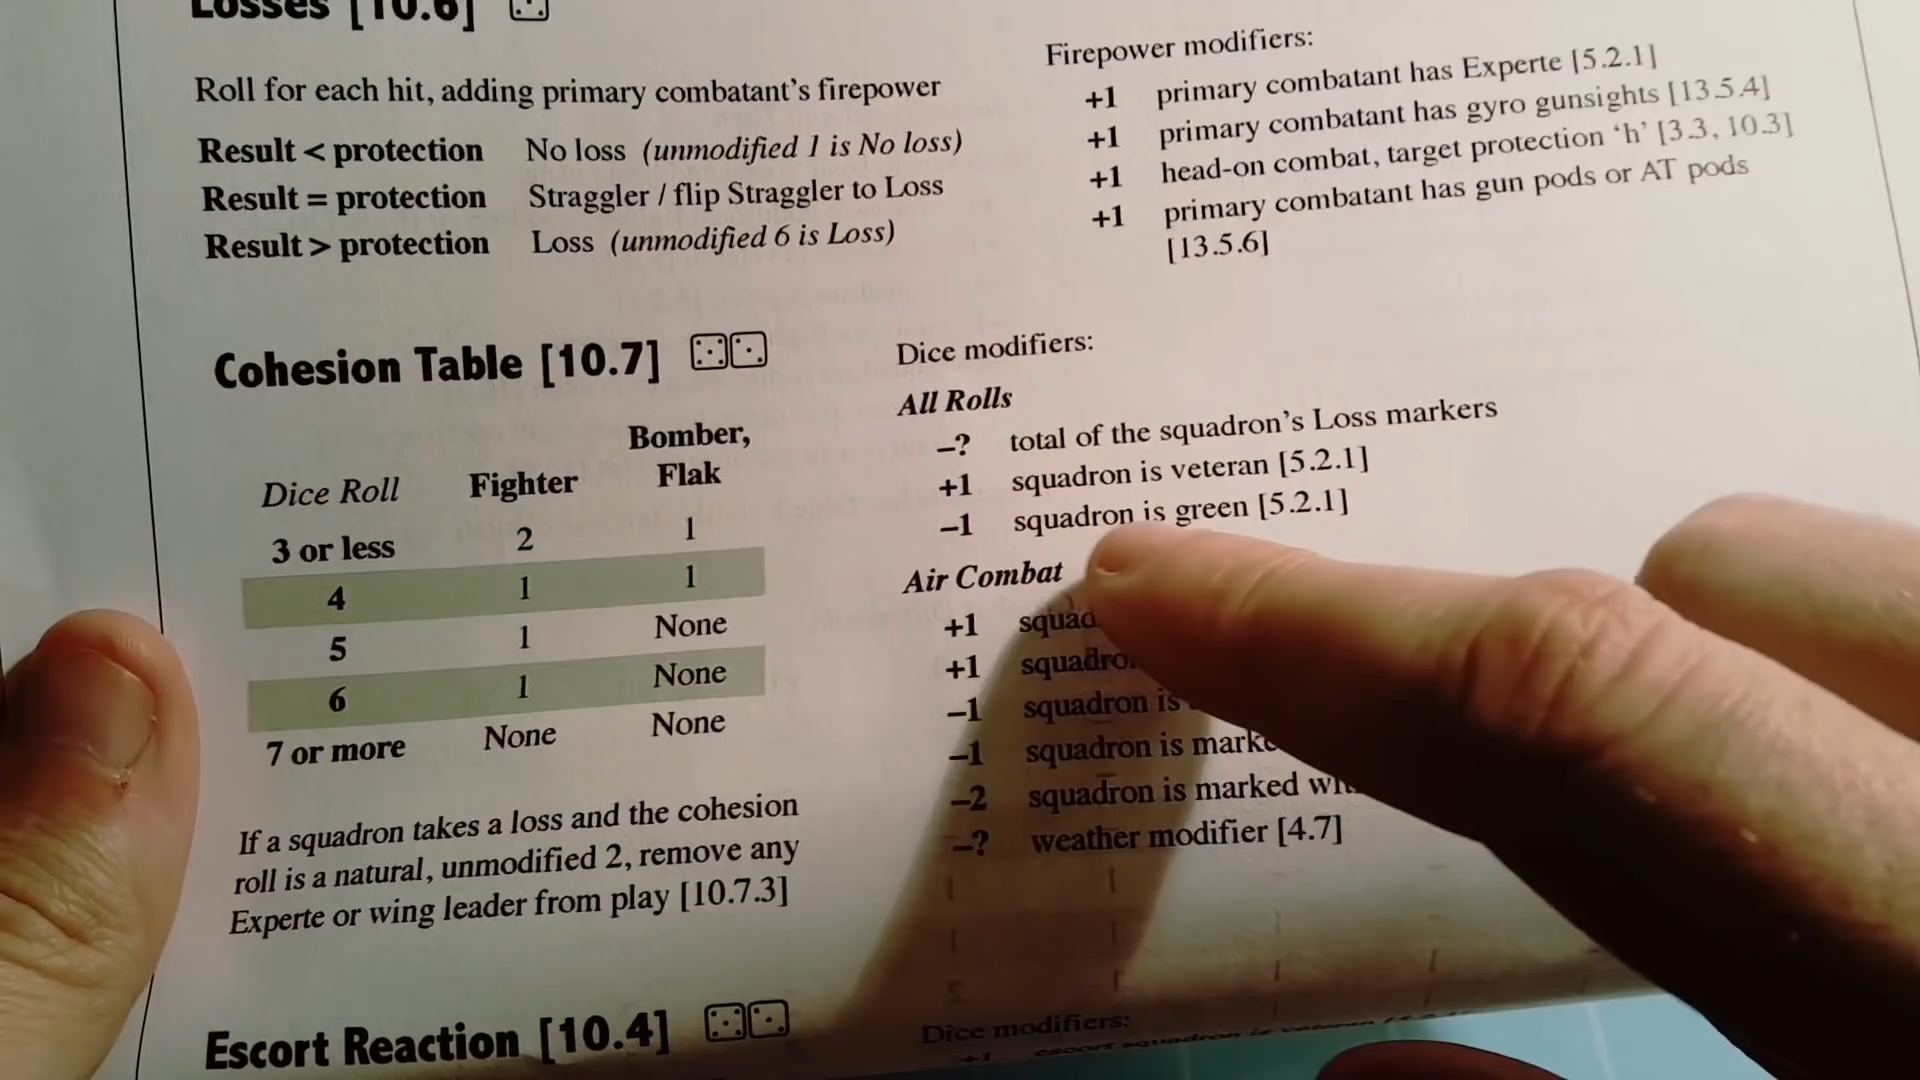 Losses [10.6]
Roll for each hit, adding primary combatant's firepower
Result < protection No loss (unmodified 1 is No loss)
Result = protection Straggler / flip Straggler to Loss
Result > protection Loss (unmodified 6 is Loss)
Firepower modifiers:
+1 primary combatant has Experte [5.2.1]
+1 primary combatant has gyro gunsights [13.5.4]
+1 head-on combat, target protection 'h' [3.3, 10.3]
+1 primary combatant has gun pods or AT pods
[13.5.6]
Cohesion Table [10.7]
Bomber,
Dice Roll Fighter Flak
3 or less 2 1
4 1 1
5 1 None
6 1 None
7 or more None None
If a squadron takes a loss and the cohesion
roll is a natural, unmodified 2, remove any
Experte or wing leader from play [10.7.3]
Dice modifiers:
All Rolls
–? total of the squadron's Loss markers
+1 squadron is veteran [5.2.1]
–1 squadron is green [5.2.1]
Air Combat
+1
+1
–1 squadron is
–1 squadron is
–2 squadron is marked
–? weather modifier [4.7]
Escort Reaction [10.4]
Dice modifiers:
+1 escort squadron is veteran